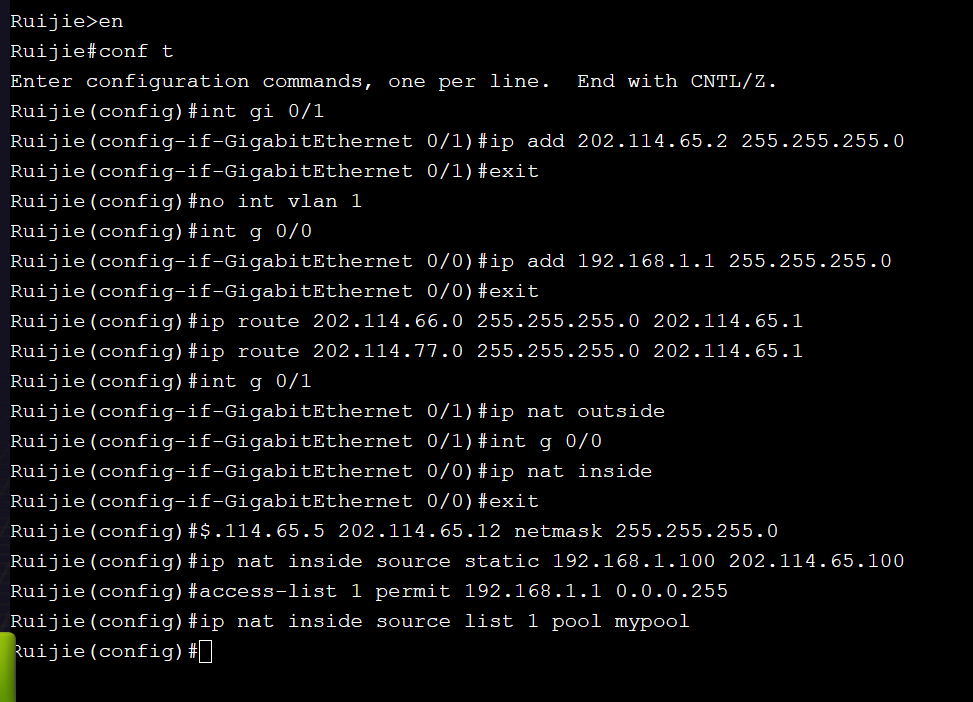 Ruijie>en
Ruijie#conf t
Enter configuration commands, one per line.  End with CNTL/Z.
Ruijie(config)#int gi 0/1
Ruijie(config-if-GigabitEthernet 0/1)#ip add 202.114.65.2 255.255.255.0
Ruijie(config-if-GigabitEthernet 0/1)#exit
Ruijie(config)#no int vlan 1
Ruijie(config)#int g 0/0
Ruijie(config-if-GigabitEthernet 0/0)#ip add 192.168.1.1 255.255.255.0
Ruijie(config-if-GigabitEthernet 0/0)#exit
Ruijie(config)#ip route 202.114.66.0 255.255.255.0 202.114.65.1
Ruijie(config)#ip route 202.114.77.0 255.255.255.0 202.114.65.1
Ruijie(config)#int g 0/1
Ruijie(config-if-GigabitEthernet 0/1)#ip nat outside
Ruijie(config-if-GigabitEthernet 0/1)#int g 0/0
Ruijie(config-if-GigabitEthernet 0/0)#ip nat inside
Ruijie(config-if-GigabitEthernet 0/0)#exit
Ruijie(config)#$.114.65.5 202.114.65.12 netmask 255.255.255.0
Ruijie(config)#ip nat inside source static 192.168.1.100 202.114.65.100
Ruijie(config)#access-list 1 permit 192.168.1.1 0.0.0.255
Ruijie(config)#ip nat inside source list 1 pool mypool
Ruijie(config)#